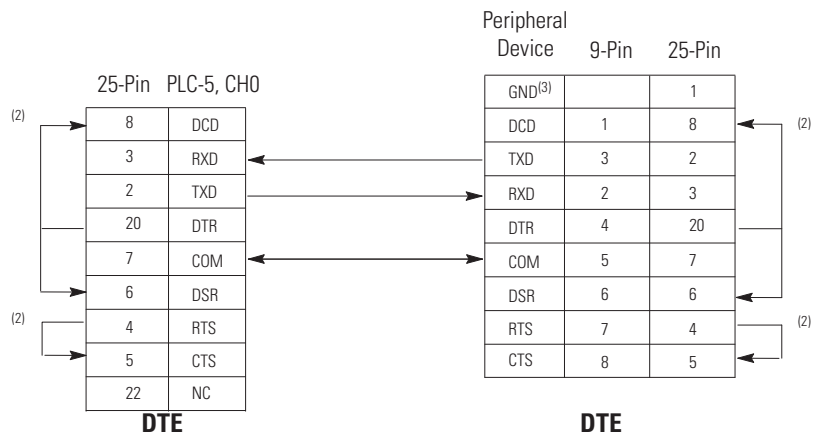 Peripheral
Device 9-Pin 25-Pin
25-Pin PLC-5, CH0
GND(3) 1
(2) 8 DCD
DCD 1 8 (2)
3 RXD
TXD 3 2
2 TXD
RXD 2 3
20 DTR
DTR 4 20
7 COM
COM 5 7
6 DSR
DSR 6 6
(2) 4 RTS
RTS 7 4 (2)
5 CTS
CTS 8 5
22 NC
DTE DTE